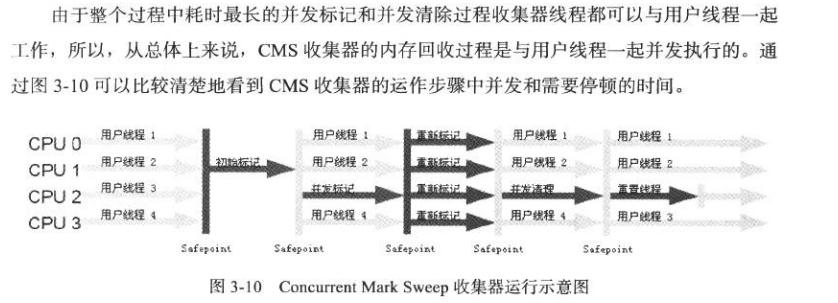 由于整个过程中耗时最长的并发标记和并发清除过程收集器线程都可以与用户线程一起
工作，所以，从总体上来说，CMS 收集器的内存回收过程是与用户线程一起并发执行的。通
过图 3-10 可以比较清楚地看到 CMS 收集器的运作步骤中并发和需要停顿的时间。
CPU 0 用户线程 1 用户线程 1 重新标记 用户线程 1 用户线程 1
CPU 1 用户线程 2 初始标记 用户线程 2 重新标记 用户线程 2 用户线程 2
CPU 2 用户线程 3 并发标记 重新标记 并发清理 重置线程
CPU 3 用户线程 4 用户线程 4 重新标记 用户线程 4 用户线程 3
Safepoint Safepoint Safepoint Safepoint Safepoint
图 3-10 Concurrent Mark Sweep 收集器运行示意图